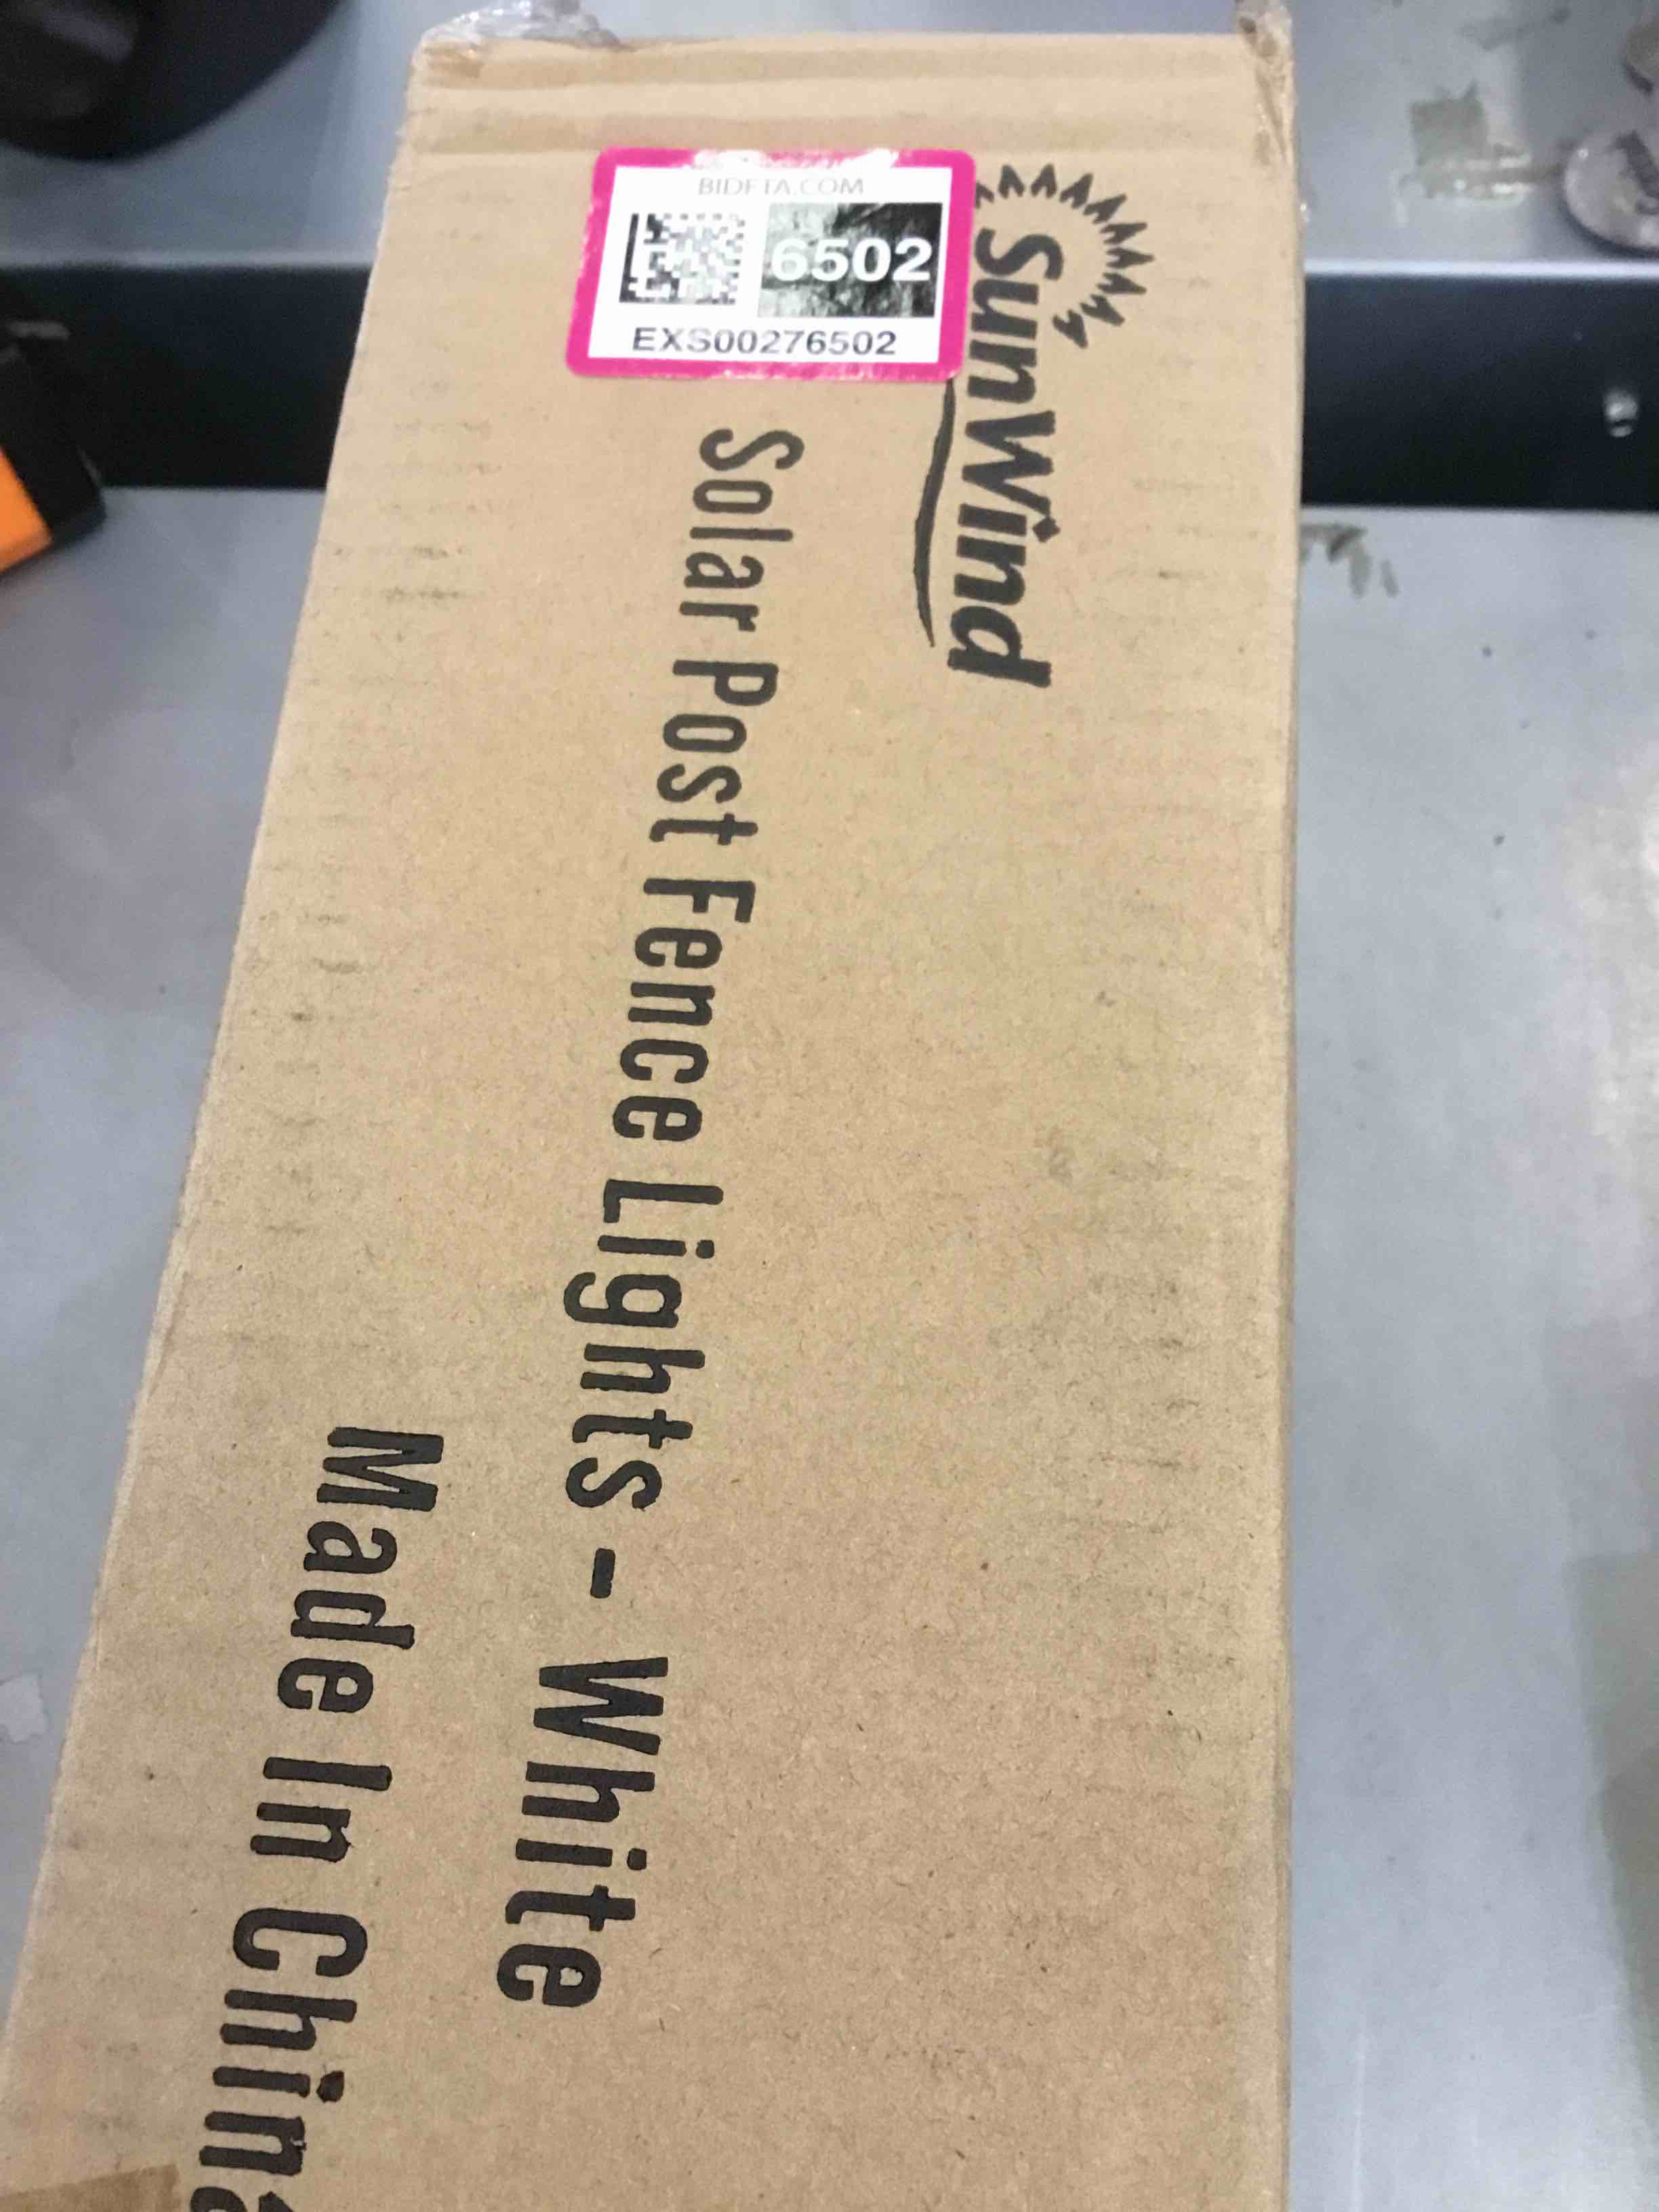 BIDFTA.COM
6502
EXS00276502
SunWind
Solar Post Fence Lights - White
Made In China